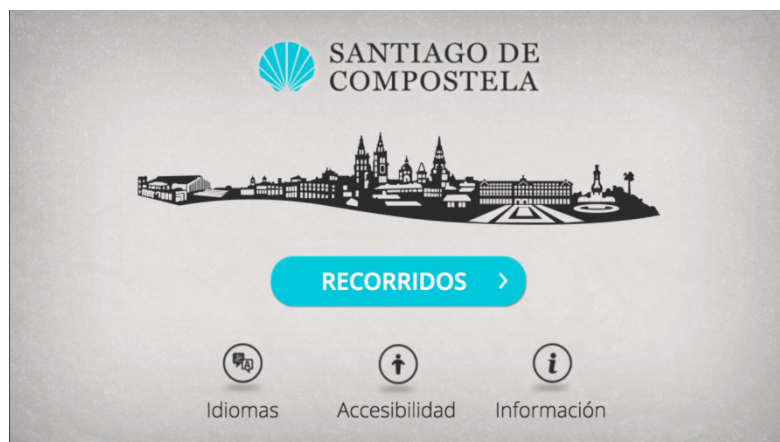 SANTIAGO DE
COMPOSTELA
RECORRIDOS
Idiomas
Accesibilidad
Información